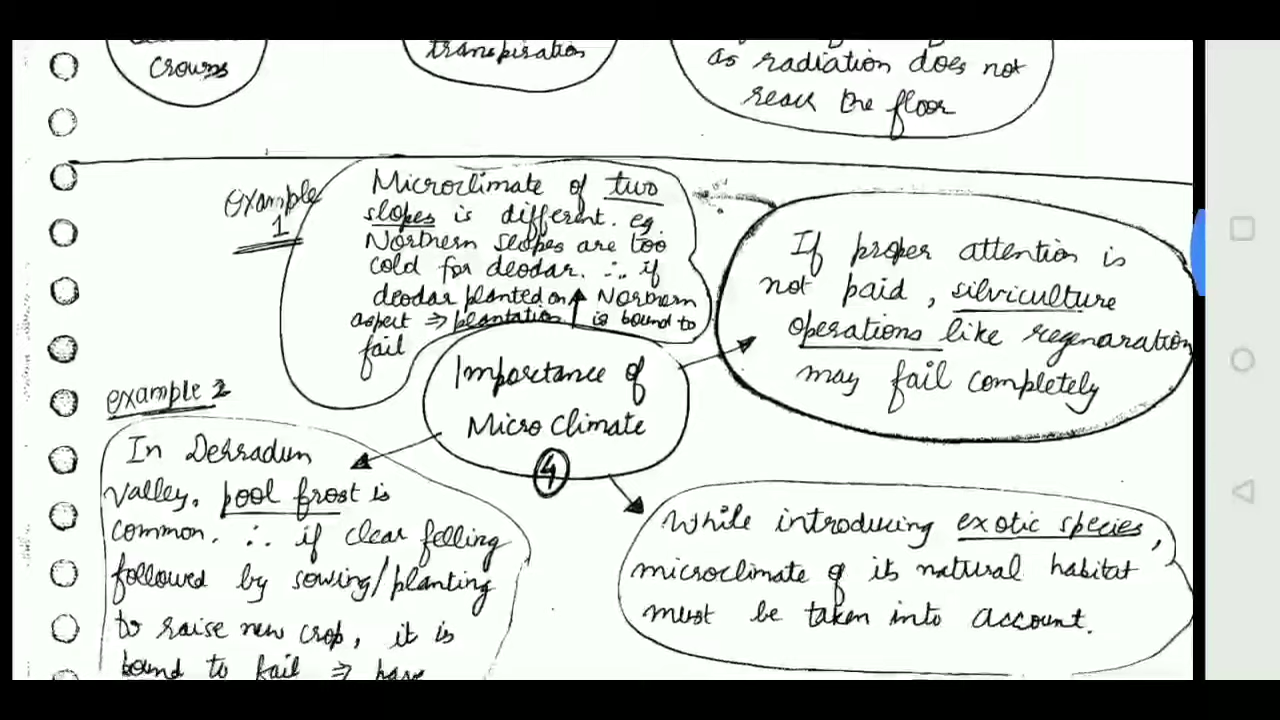 crowns
transpiration
as radiation does not
reach the floor
example
1
Microclimate of two
slopes is different. eg.
Northern slopes are too
cold for deodar. ∴ if
deodar planted on Northern
aspect ⇒ plantation is bound to
fail
If proper attention is
not paid, silviculture
operations like regenaration
may fail completely
Importance of
Micro Climate
4
example 2
In Derradun
Valley, pool frost is
common. ∴ if clear felling
followed by sowing/planting
to raise new crop, it is
bound to fail ⇒ have
While introducing exotic species,
microclimate of its natural habitat
must be taken into account.